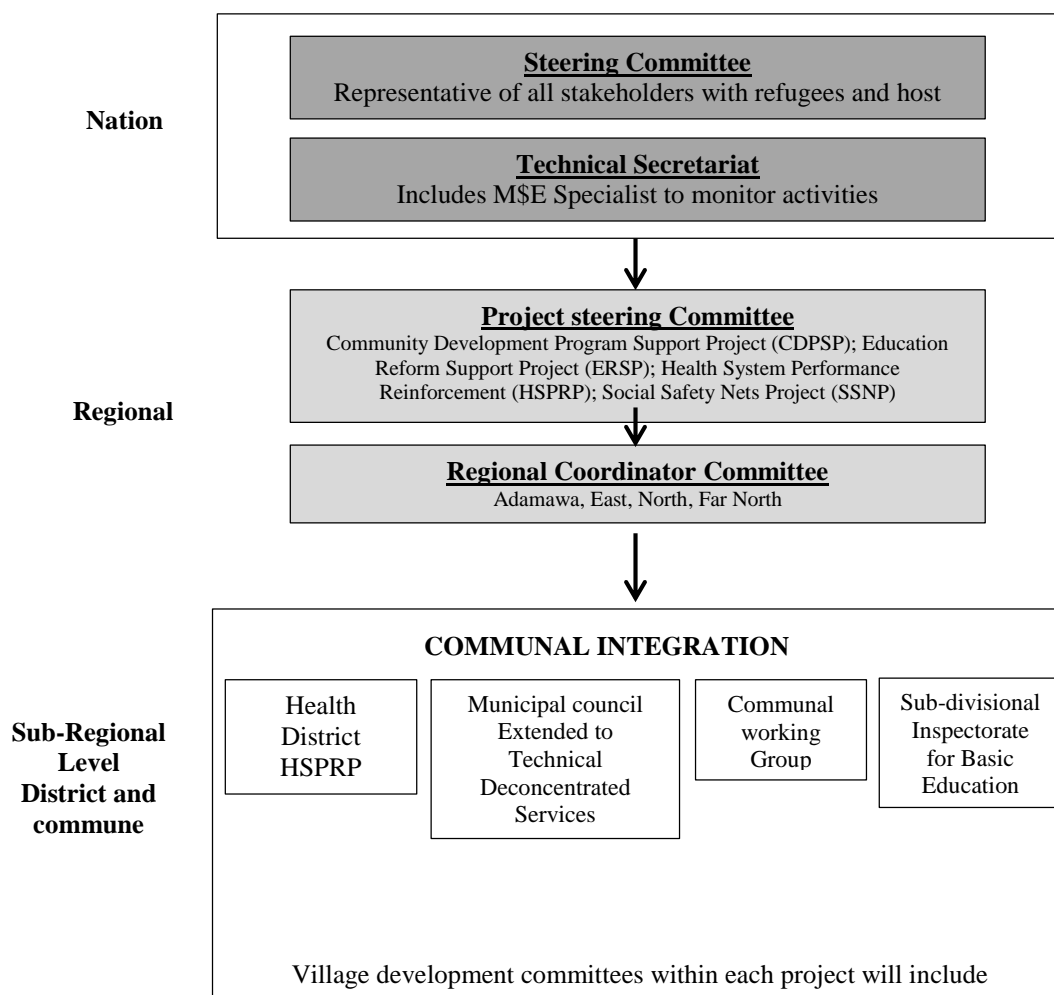 Steering Committee
Representative of all stakeholders with refugees and host
Nation
Technical Secretariat
Includes M$E Specialist to monitor activities
Project steering Committee
Community Development Program Support Project (CDPSP); Education
Reform Support Project (ERSP); Health System Performance
Reinforcement (HSPRP); Social Safety Nets Project (SSNP)
Regional
Regional Coordinator Committee
Adamawa, East, North, Far North
COMMUNAL INTEGRATION
Sub-Regional
Level
District and
commune
Health
District
HSPRP
Municipal council
Extended to
Technical
Deconcentrated
Services
Communal
working
Group
Sub-divisional
Inspectorate
for Basic
Education
Village development committees within each project will include